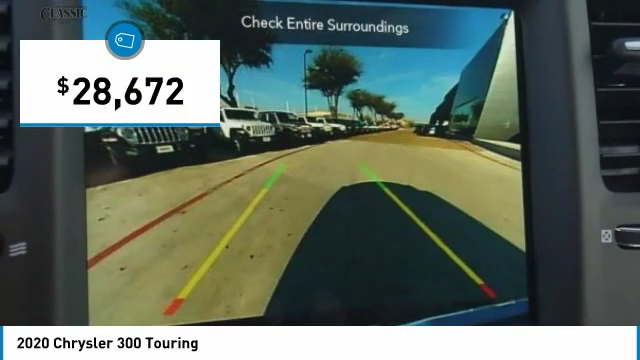 CLASSIC
Check Entire Surroundings
$28,672
2020 Chrysler 300 Touring